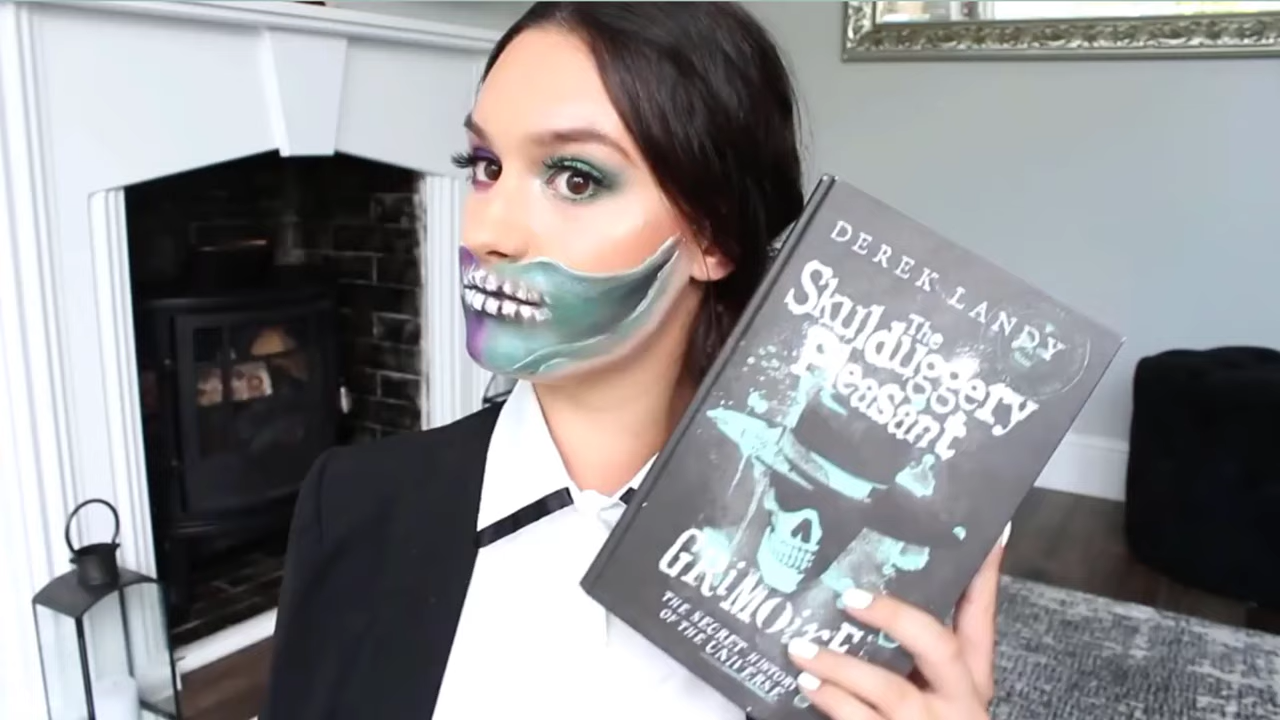 DEREK LANDY
The
Skulduggery
Pleasant
GRiMOiRE
THE SECRET HISTORY
OF THE UNIVERSE